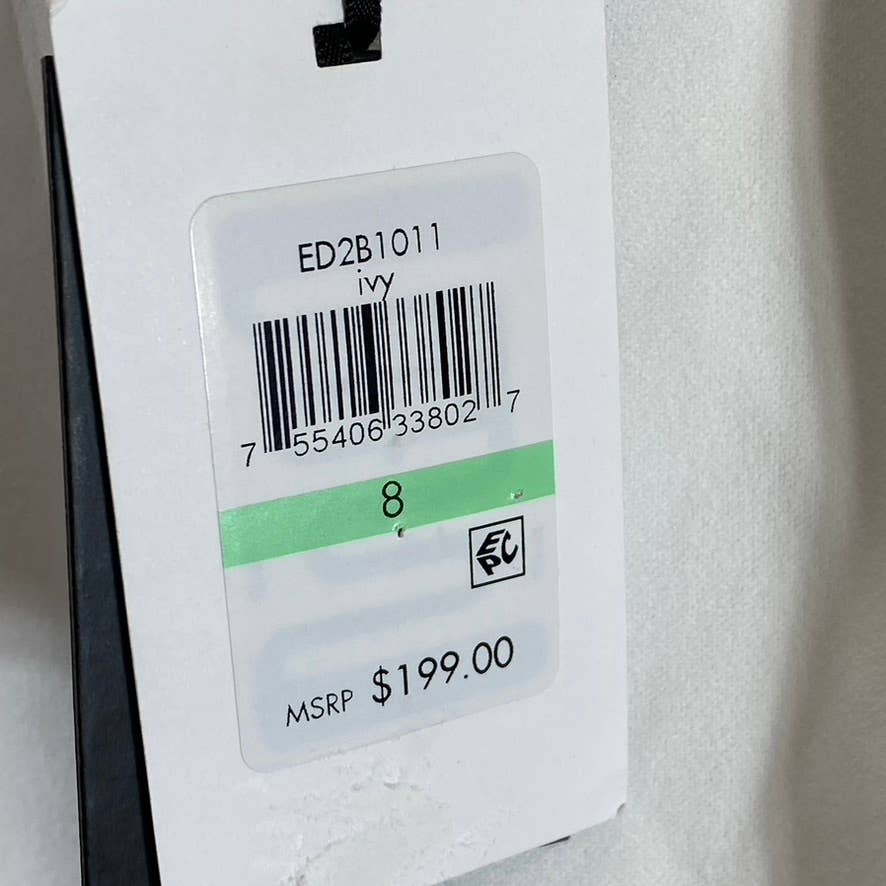 ED2B1011
ivy
7 55406 33802 7
8
EPC
MSRP $199.00